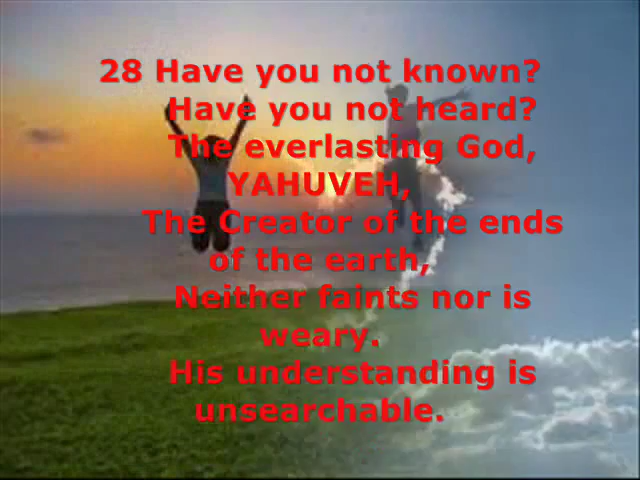 28 Have you not known?
Have you not heard?
The everlasting God,
YAHUVEH,
The Creator of the ends
of the earth,
Neither faints nor is
weary.
His understanding is
unsearchable.